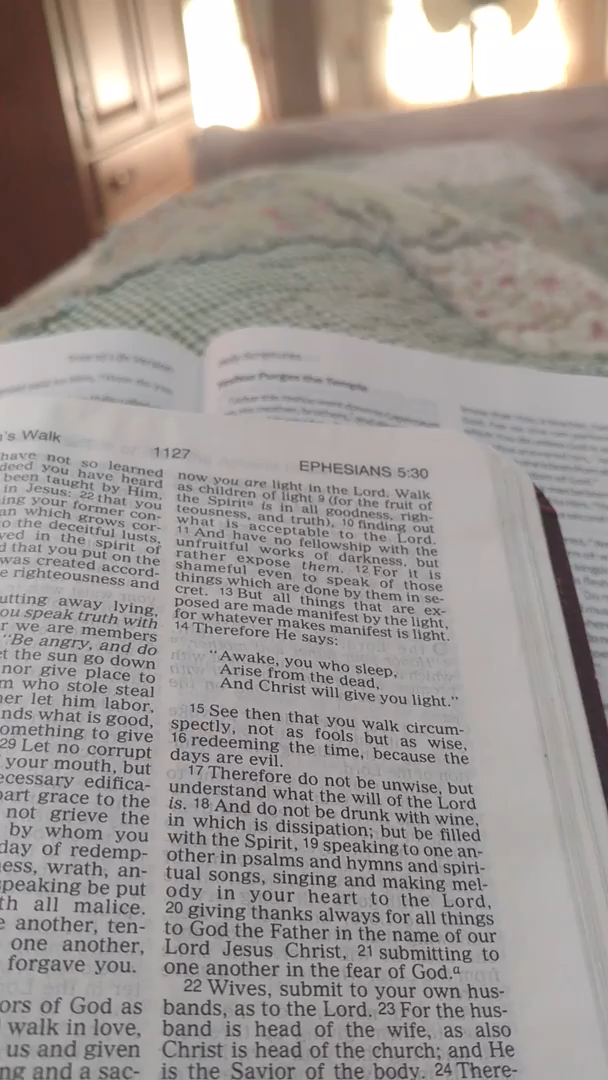 Holy Scriptures
Yeshua Purges the Temple
's Walk
1127
EPHESIANS 5:30
have not so learned
deed you have heard
been taught by Him,
in Jesus: 22 that you
ing your former con-
an which grows cor-
o the deceitful lusts,
ved in the spirit of
d that you put on the
was created accord-
e righteousness and
utting away lying,
ou speak truth with
r we are members
"Be angry, and do
et the sun go down
nor give place to
m who stole steal
her let him labor,
nds what is good,
omething to give
29 Let no corrupt
your mouth, but
ecessary edifica-
part grace to the
not grieve the
by whom you
day of redemp-
ess, wrath, an-
speaking be put
th all malice.
e another, ten-
one another,
forgave you.
ors of God as
walk in love,
us and given
ng and a sac-
now you are light in the Lord. Walk
as children of light 9 (for the fruit of
the Spirita is in all goodness, righ-
teousness, and truth), 10 finding out
what is acceptable to the Lord.
11 And have no fellowship with the
unfruitful works of darkness, but
rather expose them. 12 For it is
shameful even to speak of those
things which are done by them in se-
cret. 13 But all things that are ex-
posed are made manifest by the light,
for whatever makes manifest is light.
14 Therefore He says:
"Awake, you who sleep,
Arise from the dead,
And Christ will give you light."
15 See then that you walk circum-
spectly, not as fools but as wise,
16 redeeming the time, because the
days are evil.
17 Therefore do not be unwise, but
understand what the will of the Lord
is. 18 And do not be drunk with wine,
in which is dissipation; but be filled
with the Spirit, 19 speaking to one an-
other in psalms and hymns and spiri-
tual songs, singing and making mel-
ody in your heart to the Lord,
20 giving thanks always for all things
to God the Father in the name of our
Lord Jesus Christ, 21 submitting to
one another in the fear of God.a
22 Wives, submit to your own hus-
bands, as to the Lord. 23 For the hus-
band is head of the wife, as also
Christ is head of the church; and He
is the Savior of the body. 24 There-